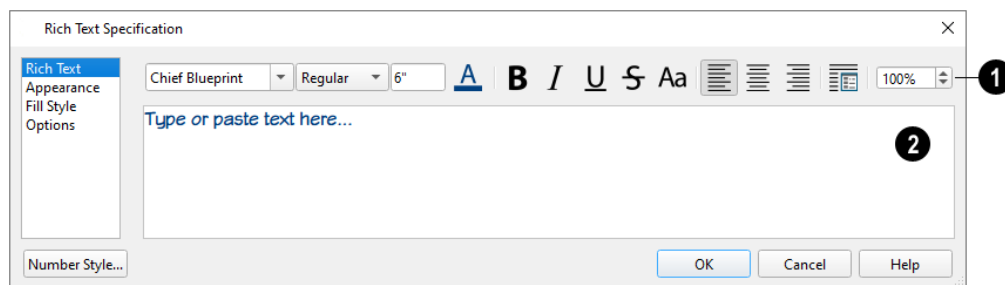 Rich Text Specification
Rich Text
Appearance
Fill Style
Options
Chief Blueprint Regular 6" A B I U S Aa 100% 1
Type or paste text here...
2
Number Style... OK Cancel Help